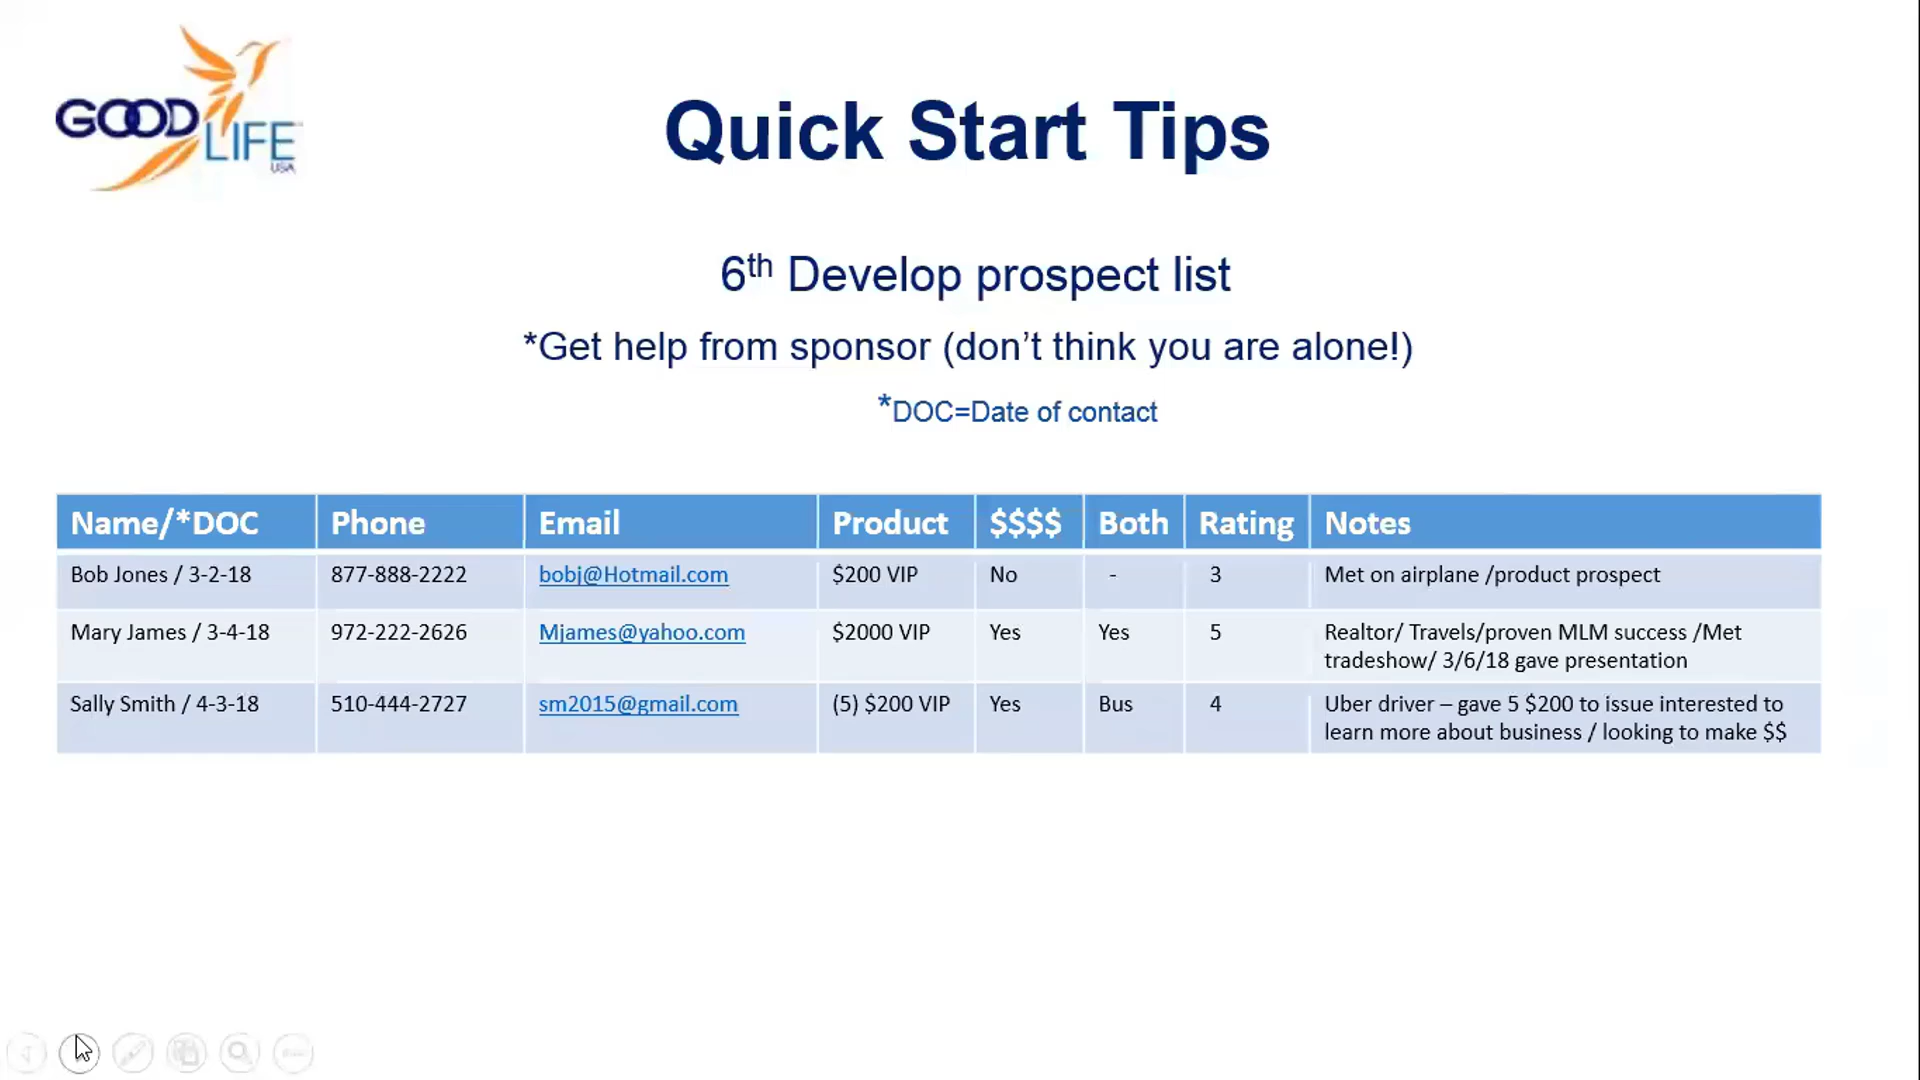 GOOD
LIFE
USA
Quick Start Tips
6th Develop prospect list
*Get help from sponsor (don’t think you are alone!)
*DOC=Date of contact
Name/*DOC Phone Email Product $$$$ Both Rating Notes
Bob Jones / 3-2-18 877-888-2222 bobj@Hotmail.com $200 VIP No - 3 Met on airplane /product prospect
Mary James / 3-4-18 972-222-2626 Mjames@yahoo.com $2000 VIP Yes Yes 5 Realtor/ Travels/proven MLM success /Met
tradeshow/ 3/6/18 gave presentation
Sally Smith / 4-3-18 510-444-2727 sm2015@gmail.com (5) $200 VIP Yes Bus 4 Uber driver – gave 5 $200 to issue interested to
learn more about business / looking to make $$